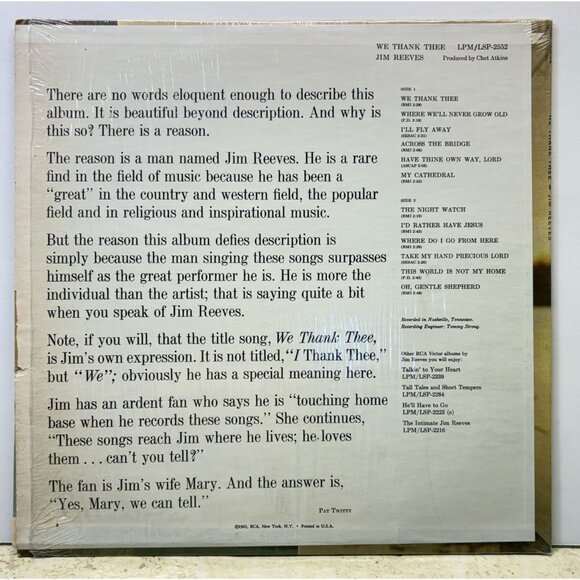 WE THANK THEE LPM/LSP-2552
JIM REEVES Produced by Chet Atkins
There are no words eloquent enough to describe this
album. It is beautiful beyond description. And why is
this so? There is a reason.
The reason is a man named Jim Reeves. He is a rare
find in the field of music because he has been a
“great” in the country and western field, the popular
field and in religious and inspirational music.
But the reason this album defies description is
simply because the man singing these songs surpasses
himself as the great performer he is. He is more the
individual than the artist; that is saying quite a bit
when you speak of Jim Reeves.
Note, if you will, that the title song, We Thank Thee,
is Jim's own expression. It is not titled, “I Thank Thee,”
but “We”; obviously he has a special meaning here.
Jim has an ardent fan who says he is “touching home
base when he records these songs.” She continues,
“These songs reach Jim where he lives; he loves
them . . . can't you tell?”
The fan is Jim's wife Mary. And the answer is,
“Yes, Mary, we can tell.”
PAT TWITTY
SIDE 1
WE THANK THEE
WHERE WE'LL NEVER GROW OLD
I'LL FLY AWAY
ACROSS THE BRIDGE
HAVE THINE OWN WAY, LORD
MY CATHEDRAL
SIDE 2
THE NIGHT WATCH
I'D RATHER HAVE JESUS
WHERE DO I GO FROM HERE
TAKE MY HAND PRECIOUS LORD
THIS WORLD IS NOT MY HOME
OH, GENTLE SHEPHERD
Recorded in Nashville, Tennessee.
Recording Engineer: Tommy Strong.
Other RCA Victor albums by
Jim Reeves you will enjoy:
Talkin' to Your Heart
LPM/LSP-2339
Tall Tales and Short Tempers
LPM/LSP-2284
He'll Have to Go
LPM/LSP-2223 (e)
The Intimate Jim Reeves
LPM/LSP-2216
RCA, New York, N.Y. • Printed in U.S.A.
WE THANK THEE JIM REEVES